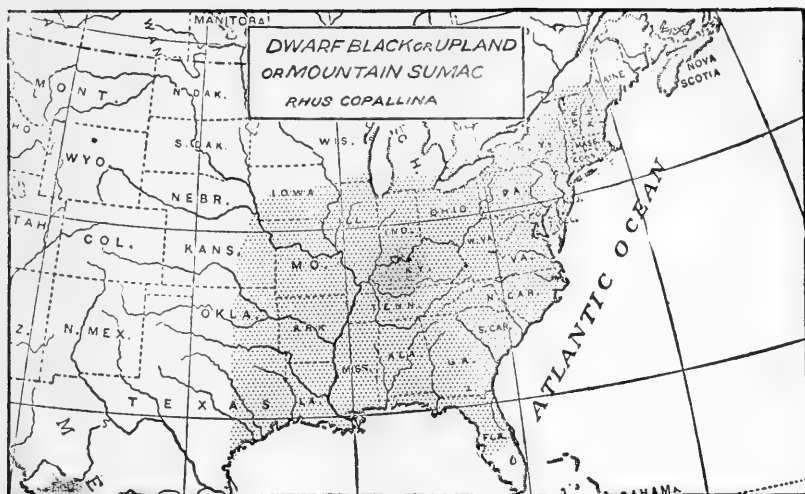 MANITOBA
DWARF BLACK OR UPLAND
OR MOUNTAIN SUMAC
RHUS COPALLINA
MAINE
NOVA
SCOTIA
MONT.
N. DAK.
WIS.
S. DAK.
WYO.
MASS.
IOWA
NEBR.
PA.
OHIO
ILL.
IND.
W.VA.
UTAH
COL.
KANS.
MO.
KY.
VA.
OKLA.
TENN.
N. CAR.
ATLANTIC OCEAN
N. MEX.
ARK.
S. CAR.
MISS.
ALA.
GA.
TEXAS
LA.
FLA.
BAHAMA